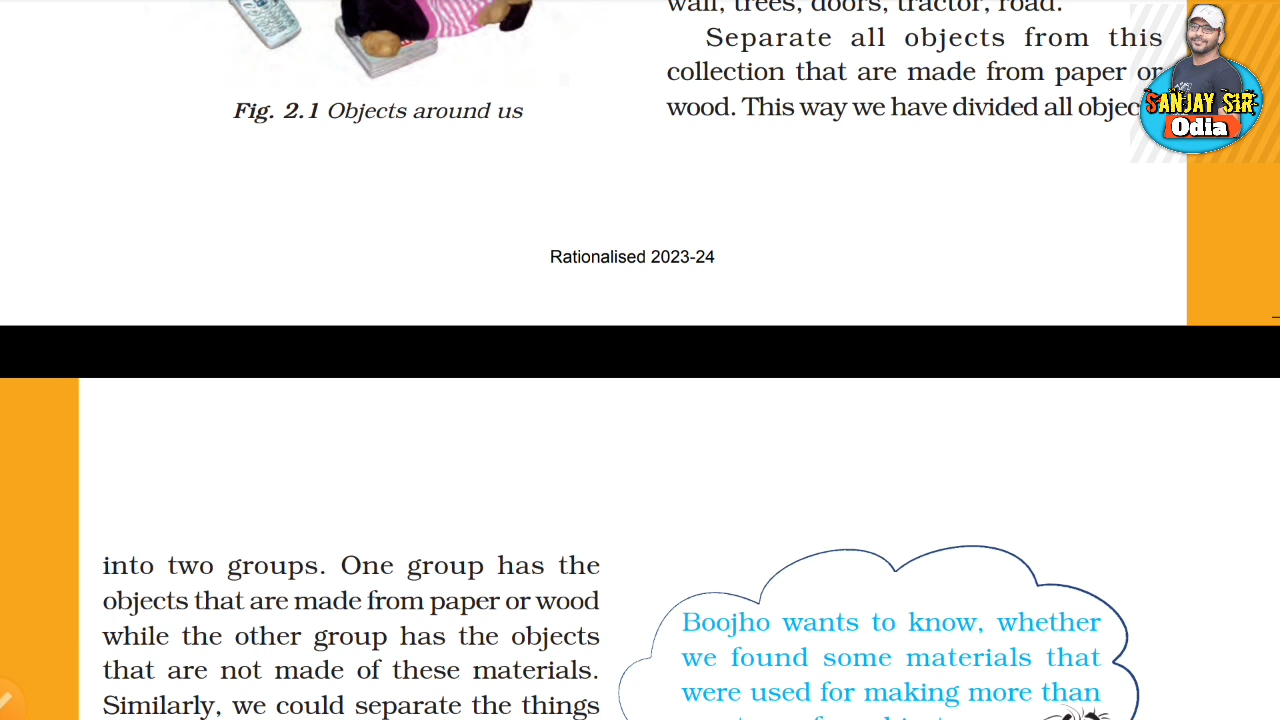 wall, trees, doors, tractor, road.
Separate all objects from this
collection that are made from paper or
wood. This way we have divided all
Fig. 2.1 Objects around us
SANJAY SIR
Odia
Rationalised 2023-24
into two groups. One group has the
objects that are made from paper or wood
while the other group has the objects
that are not made of these materials.
Similarly, we could separate the things
Boojho wants to know, whether
we found some materials that
were used for making more than